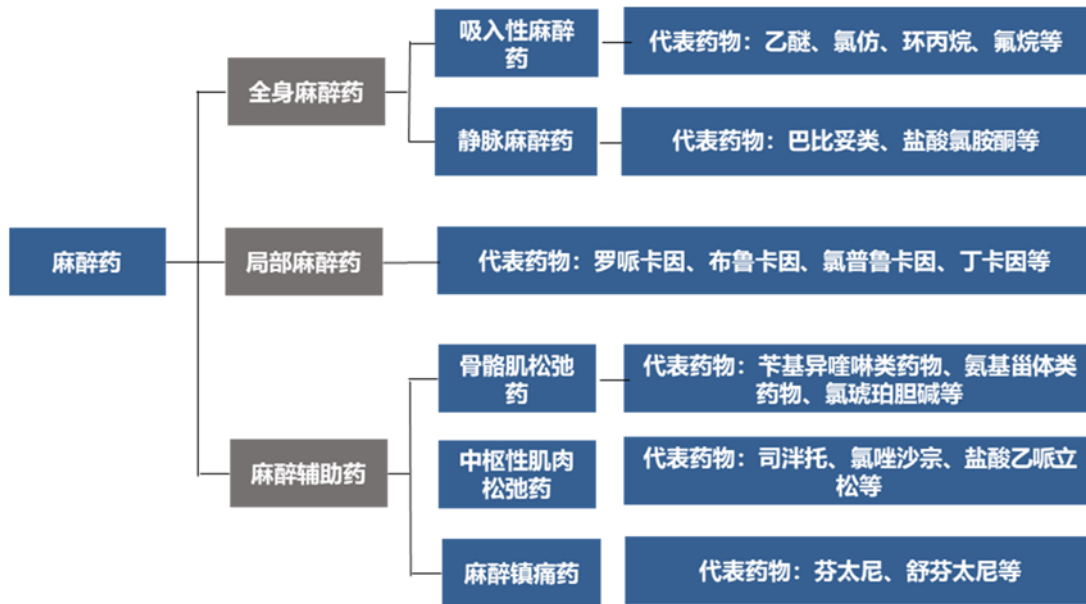 麻醉药
全身麻醉药
吸入性麻醉
药
代表药物：乙醚、氯仿、环丙烷、氟烷等
静脉麻醉药
代表药物：巴比妥类、盐酸氯胺酮等
局部麻醉药
代表药物：罗哌卡因、布鲁卡因、氯普鲁卡因、丁卡因等
麻醉辅助药
骨骼肌松弛
药
代表药物：苄基异喹啉类药物、氨基甾体类
药物、氯琥珀胆碱等
中枢性肌肉
松弛药
代表药物：司泮托、氯唑沙宗、盐酸乙哌立
松等
麻醉镇痛药
代表药物：芬太尼、舒芬太尼等